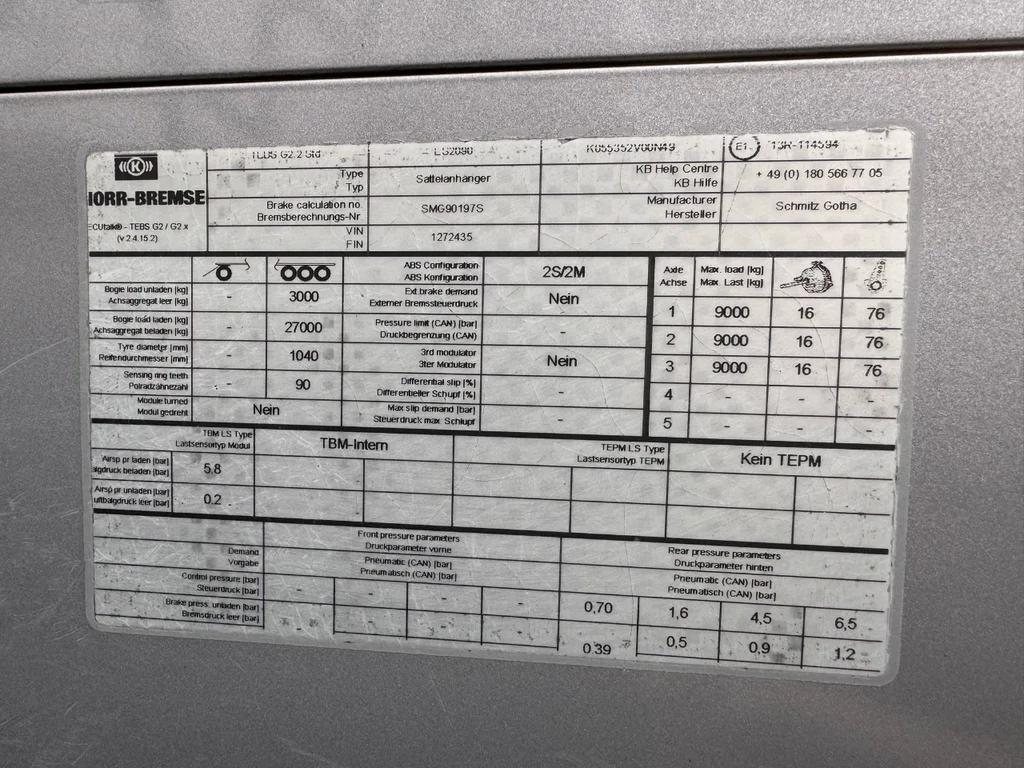 TEBS G2.2 Std ES2090 K055352V00N49 E1 13R-114594
((K))
NORR-BREMSE
ECUtalk® - TEBS G2 / G2.x
(v 2.4.15.2)
Type
Typ
Sattelanhänger
KB Help Centre
KB Hilfe
+ 49 (0) 180 566 77 05
Brake calculation no.
Bremsberechnungs-Nr
SMG90197S
Manufacturer
Hersteller
Schmitz Gotha
VIN
FIN
1272435
ABS Configuration
ABS Konfiguration
2S/2M
Axle
Achse
Max. load [kg]
Max. Last [kg]
Bogie load unladen [kg]
Achsaggregat leer [kg]
- 3000
Ext brake demand
Externer Bremssteuerdruck
Nein
1 9000 16 76
Bogie load laden [kg]
Achsaggregat beladen [kg]
- 27000
Pressure limit (CAN) [bar]
Druckbegrenzung (CAN)
-
2 9000 16 76
Tyre diameter [mm]
Reifendurchmesser [mm]
- 1040
3rd modulator
3ter Modulator
Nein
3 9000 16 76
Sensing ring teeth
Polradzähnezahl
- 90
Differential slip [%]
Differentieller Schupf [%]
-
4 - - -
Module turned
Modul gedreht
Nein
Max slip demand [bar]
Steuerdruck max. Schlupf
-
5 - - -
TBM LS Type
Lastsensortyp Modul
TBM-Intern
TEPM LS Type
Lastsensortyp TEPM
Kein TEPM
Airsp pr laden [bar]
algdruck beladen [bar]
5.8
Airsp pr unladen [bar]
uftbalgdruck leer [bar]
0.2
Front pressure parameters
Druckparameter vorne
Rear pressure parameters
Druckparameter hinten
Demand
Vorgabe
Pneumatic (CAN) [bar]
Pneumatisch (CAN) [bar]
Pneumatic (CAN) [bar]
Pneumatisch (CAN) [bar]
Control pressure [bar]
Steuerdruck [bar]
- - - - 0,70 1,6 4,5 6,5
Brake press. unladen [bar]
Bremsdruck leer [bar]
- - - - 0,39 0,5 0,9 1,2